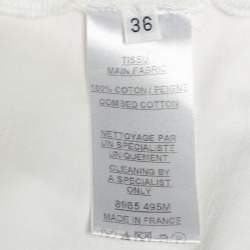 36
TISSU
MAIN FABRIC
100% COTON / PEIGNE
COMBED COTTON
NETTOYAGE PAR
UN SPECIALISTE
UNIQUEMENT
CLEANING BY
A SPECIALIST ONLY
8985 495M
MADE IN FRANCE